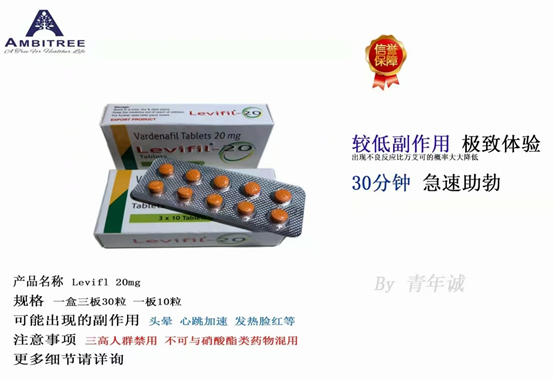 AMBITREE
A Tree For Healthier Life
信誉
保障
EXPORT PRODUCT
Vardenafil Tablets 20 mg
Levifil-20
Tablets
Levifil-20
3 x 10 Tablets
较低副作用 极致体验
出现不良反应比万艾可的概率大大降低
30分钟 急速助勃
By 青年诚
产品名称 Levifl 20mg
规格 一盒三板30粒 一板10粒
可能出现的副作用 头晕 心跳加速 发热脸红等
注意事项 三高人群禁用 不可与硝酸酯类药物混用
更多细节请详询